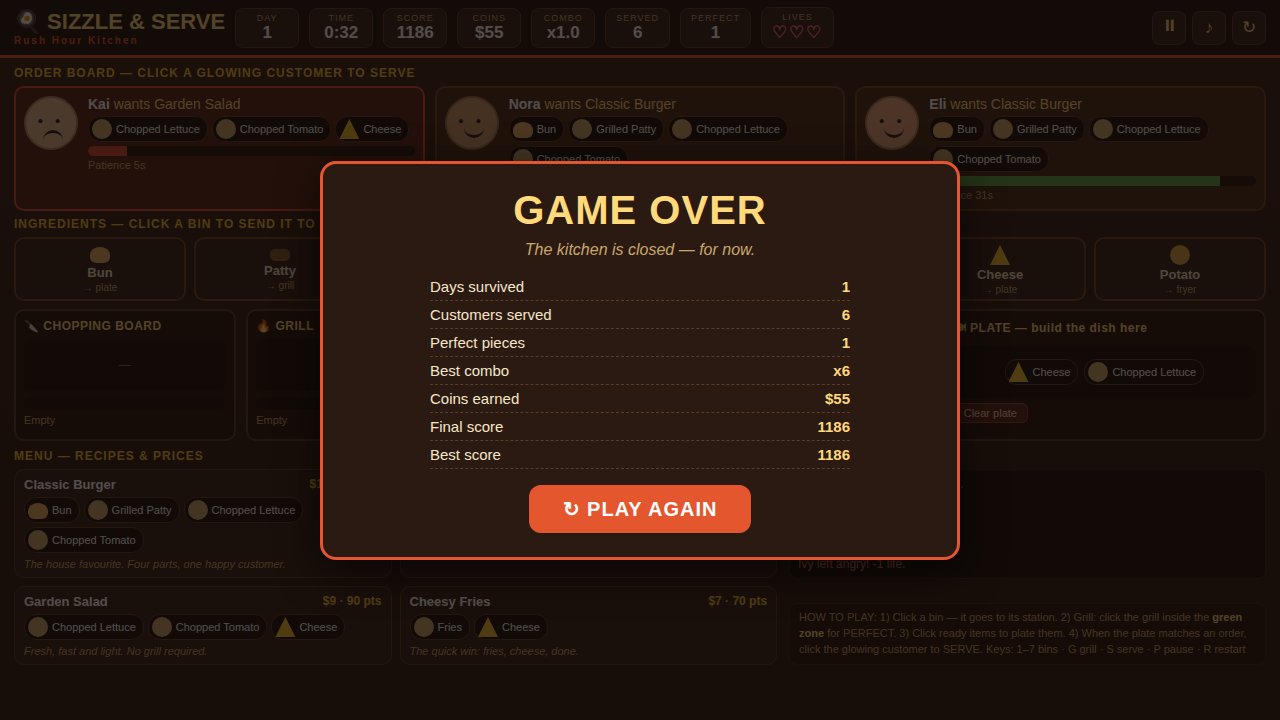 SIZZLE & SERVE
Rush Hour Kitchen
DAY
1
TIME
0:32
SCORE
1186
COINS
$55
COMBO
x1.0
SERVED
6
PERFECT
1
LIVES
♡♡♡
ORDER BOARD — CLICK A GLOWING CUSTOMER TO SERVE
Kai wants Garden Salad
Chopped Lettuce Chopped Tomato Cheese
Patience 5s
Nora wants Classic Burger
Bun Grilled Patty Chopped Lettuce
Chopped Tomato
Eli wants Classic Burger
Bun Grilled Patty Chopped Lettuce
Chopped Tomato
31s
INGREDIENTS — CLICK A BIN TO SEND IT TO
Bun
→ plate
Patty
→ grill
Cheese
→ plate
Potato
→ fryer
CHOPPING BOARD
—
Empty
GRILL
Empty
PLATE — build the dish here
Cheese Chopped Lettuce
Clear plate
GAME OVER
The kitchen is closed — for now.
Days survived 1
Customers served 6
Perfect pieces 1
Best combo x6
Coins earned $55
Final score 1186
Best score 1186
↻ PLAY AGAIN
MENU — RECIPES & PRICES
Classic Burger
Bun Grilled Patty Chopped Lettuce
Chopped Tomato
The house favourite. Four parts, one happy customer.
Ivy left angry! -1 life.
Garden Salad $9 · 90 pts
Chopped Lettuce Chopped Tomato Cheese
Fresh, fast and light. No grill required.
Cheesy Fries $7 · 70 pts
Fries Cheese
The quick win: fries, cheese, done.
HOW TO PLAY: 1) Click a bin — it goes to its station. 2) Grill: click the grill inside the green
zone for PERFECT. 3) Click ready items to plate them. 4) When the plate matches an order,
click the glowing customer to SERVE. Keys: 1–7 bins · G grill · S serve · P pause · R restart